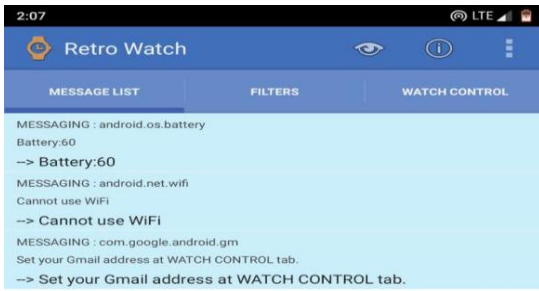 2:07 LTE
Retro Watch
MESSAGE LIST FILTERS WATCH CONTROL
MESSAGING : android.os.battery
Battery:60
--> Battery:60
MESSAGING : android.net.wifi
Cannot use WiFi
--> Cannot use WiFi
MESSAGING : com.google.android.gm
Set your Gmail address at WATCH CONTROL tab.
--> Set your Gmail address at WATCH CONTROL tab.